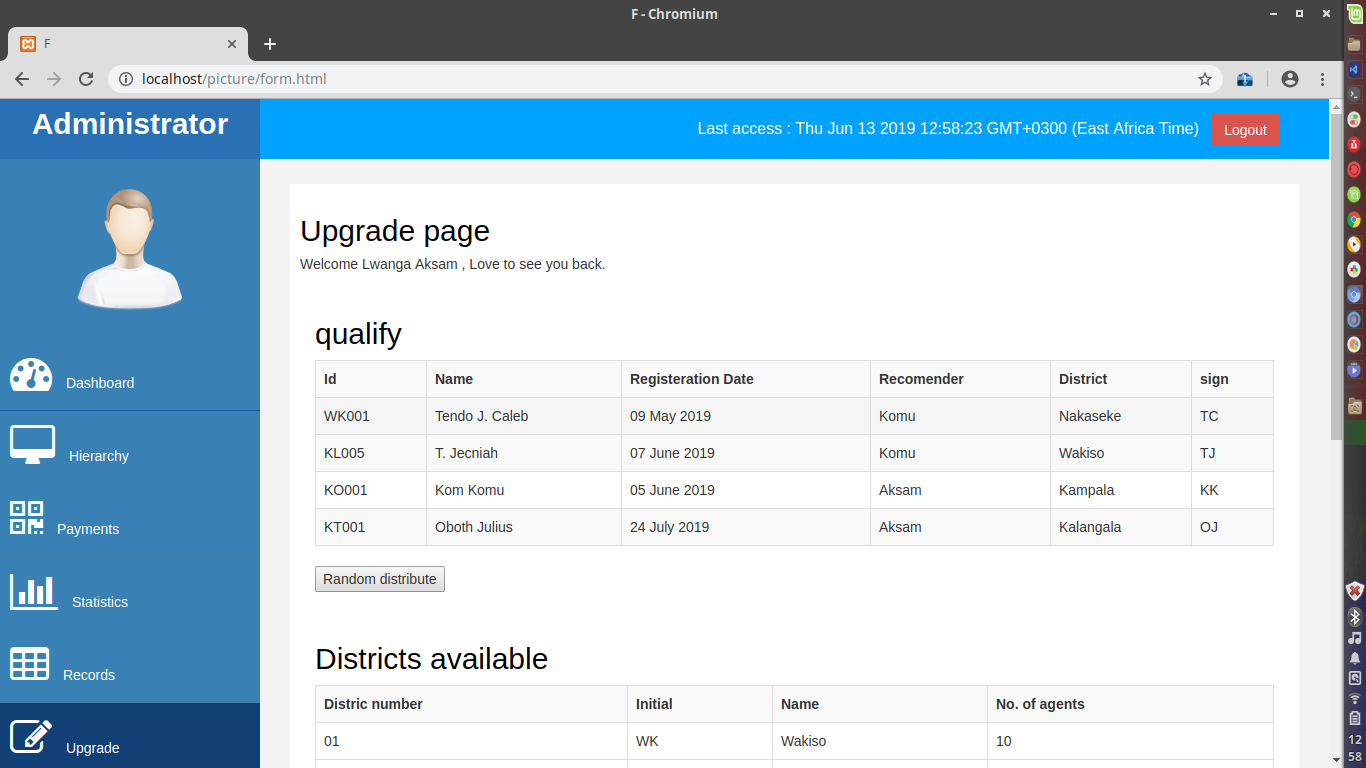 F - Chromium
F
localhost/picture/form.html
Administrator
Last access : Thu Jun 13 2019 12:58:23 GMT+0300 (East Africa Time) Logout
Upgrade page
Welcome Lwanga Aksam , Love to see you back.
qualify
Id Name Registeration Date Recomender District sign
WK001 Tendo J. Caleb 09 May 2019 Komu Nakaseke TC
KL005 T. Jecniah 07 June 2019 Komu Wakiso TJ
KO001 Kom Komu 05 June 2019 Aksam Kampala KK
KT001 Oboth Julius 24 July 2019 Aksam Kalangala OJ
Random distribute
Districts available
Distric number Initial Name No. of agents
01 WK Wakiso 10
Dashboard
Hierarchy
Payments
Statistics
Records
Upgrade
12
58